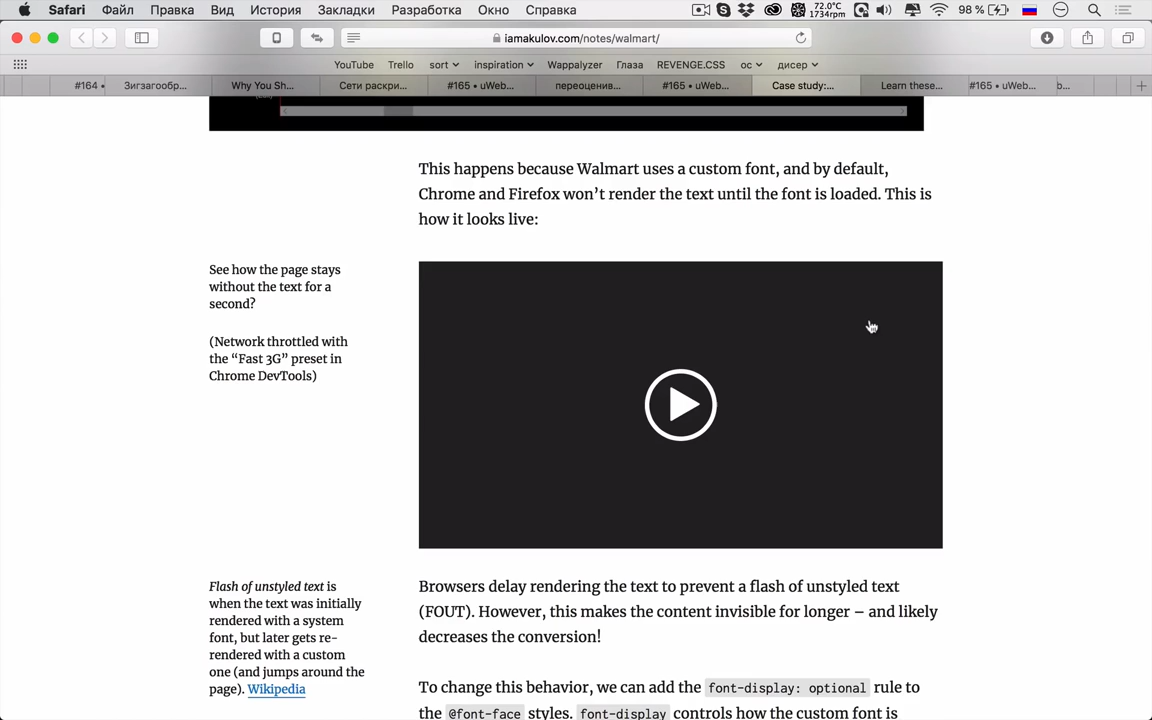 Safari Файл Правка Вид История Закладки Разработка Окно Справка 72.0°C 1734rpm 98 %
iamakulov.com/notes/walmart/
YouTube Trello sort inspiration Wappalyzer Глаза REVENGE.CSS ос дисер
#164 • Зигзагообр... Why You Sh... Сети раскри... #165 • uWeb... переоценив... #165 • uWeb... Case study:... Learn these... #165 • uWeb... b...
This happens because Walmart uses a custom font, and by default,
Chrome and Firefox won’t render the text until the font is loaded. This is
how it looks live:
See how the page stays
without the text for a
second?
(Network throttled with
the “Fast 3G” preset in
Chrome DevTools)
Browsers delay rendering the text to prevent a flash of unstyled text
(FOUT). However, this makes the content invisible for longer – and likely
decreases the conversion!
Flash of unstyled text is
when the text was initially
rendered with a system
font, but later gets re-
rendered with a custom
one (and jumps around the
page). Wikipedia
To change this behavior, we can add the font-display: optional rule to
the @font-face styles. font-display controls how the custom font is